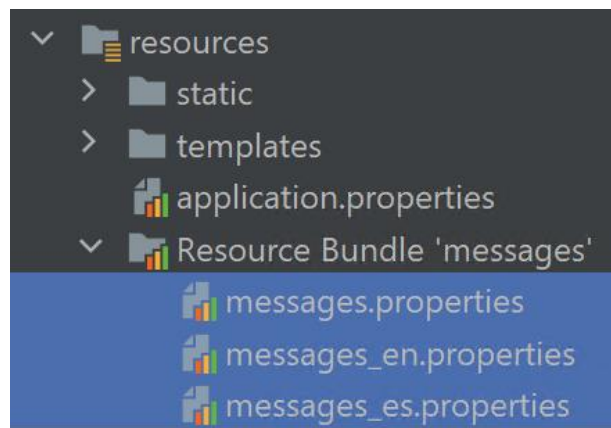 resources
static
templates
application.properties
Resource Bundle 'messages'
messages.properties
messages_en.properties
messages_es.properties